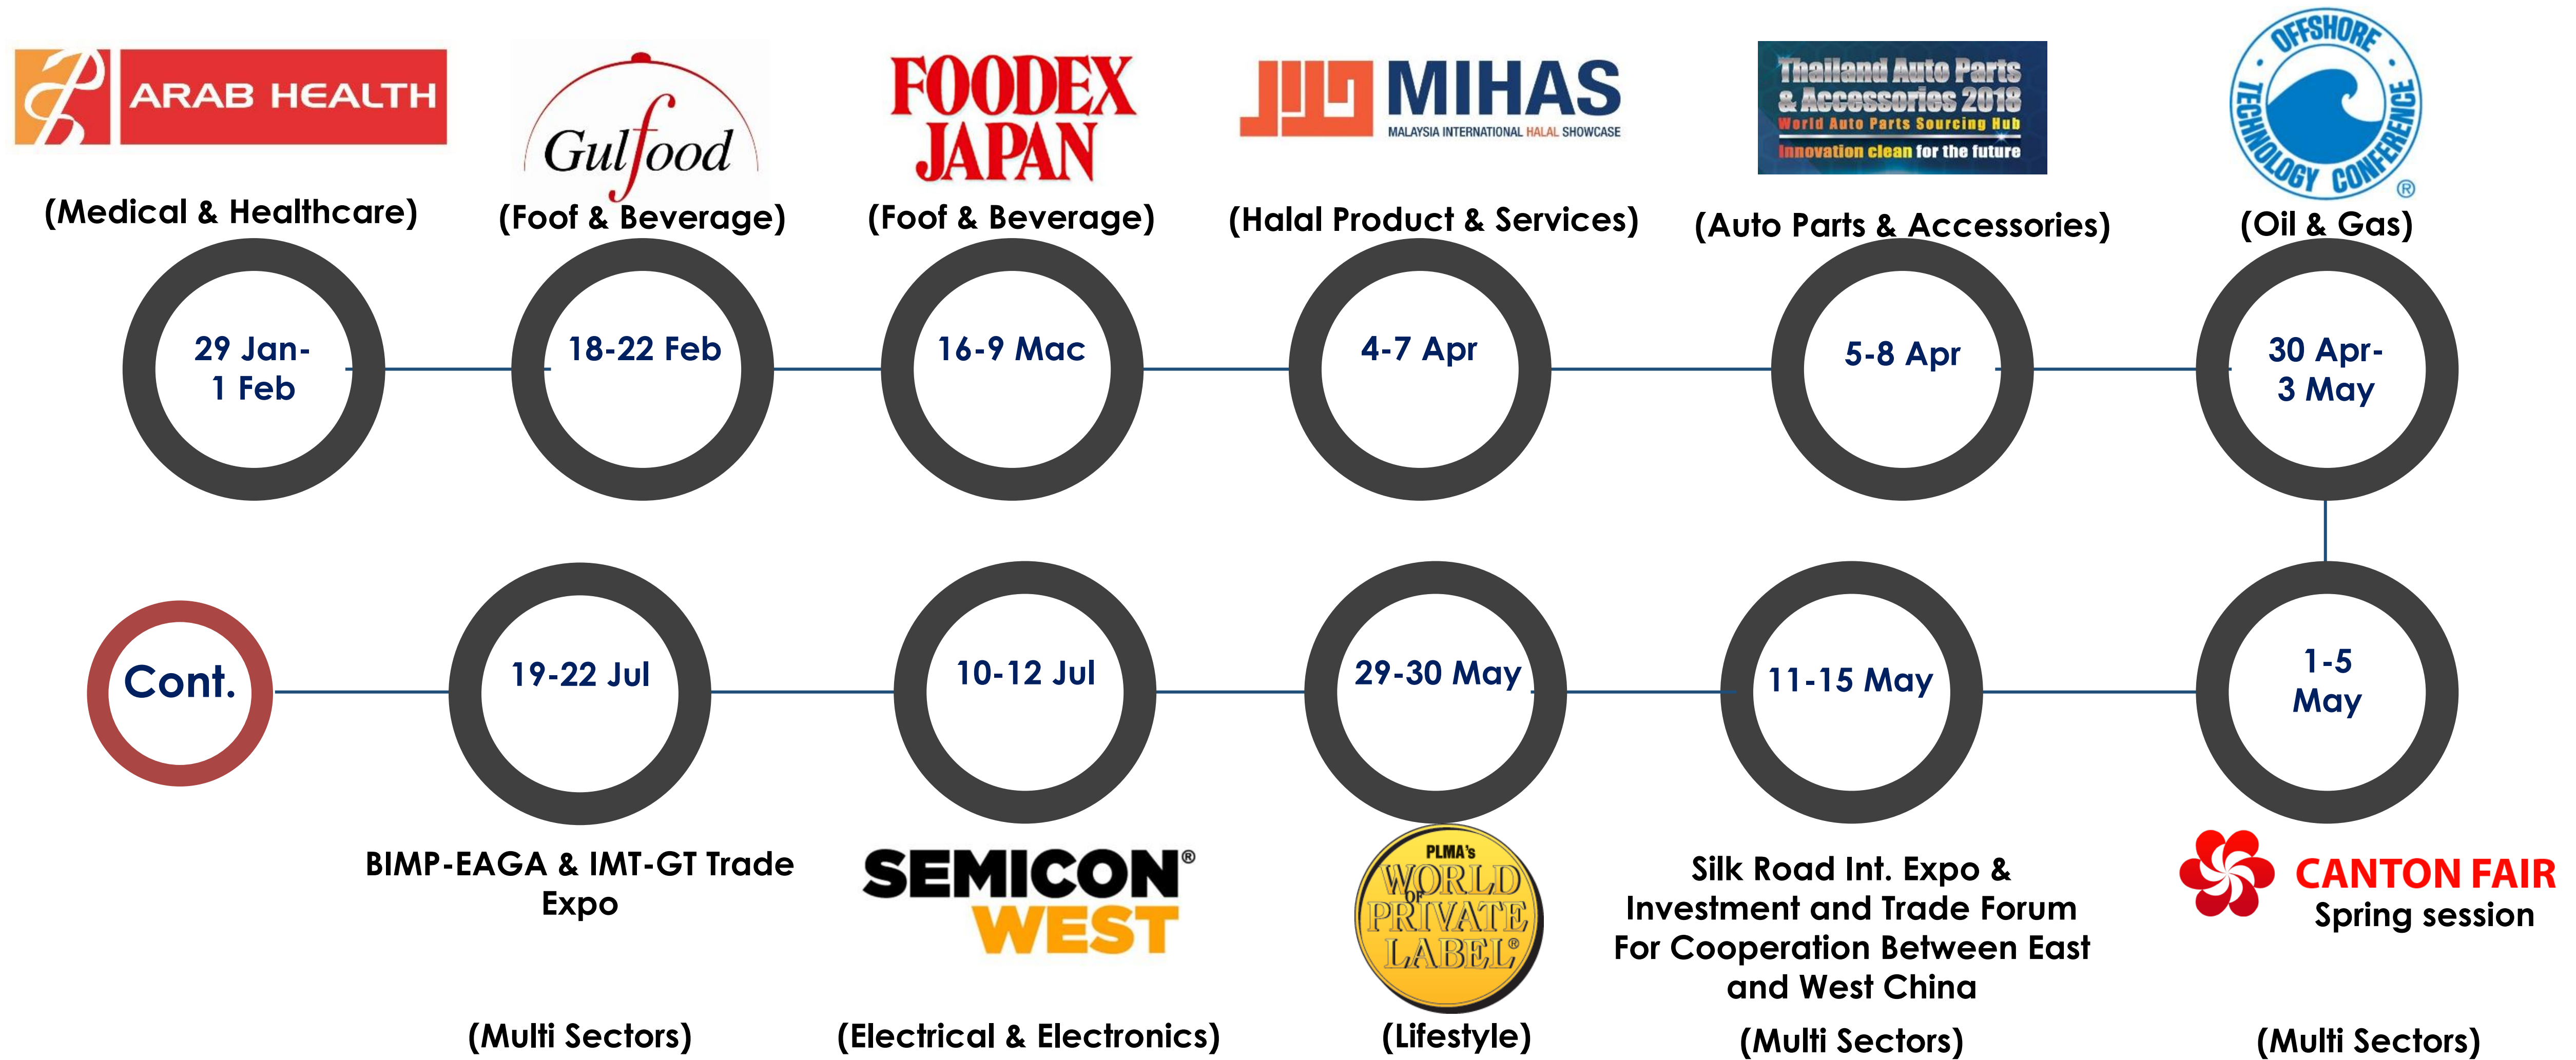 ARAB HEALTH
(Medical & Healthcare)
29 Jan-
1 Feb
Gulfood
(Foof & Beverage)
18-22 Feb
FOODEX
JAPAN
(Foof & Beverage)
16-9 Mac
MIHAS
MALAYSIA INTERNATIONAL HALAL SHOWCASE
(Halal Product & Services)
4-7 Apr
Thailand Auto Parts
& Accessories 2018
World Auto Parts Sourcing Hub
Innovation clean for the future
(Auto Parts & Accessories)
5-8 Apr
OFFSHORE
TECHNOLOGY CONFERENCE
®
(Oil & Gas)
30 Apr-
3 May
1-5
May
CANTON FAIR
Spring session
(Multi Sectors)
11-15 May
Silk Road Int. Expo &
Investment and Trade Forum
For Cooperation Between East
and West China
(Multi Sectors)
29-30 May
PLMA's
WORLD
OF
PRIVATE
LABEL®
(Lifestyle)
10-12 Jul
SEMICON®
WEST
(Electrical & Electronics)
19-22 Jul
BIMP-EAGA & IMT-GT Trade
Expo
(Multi Sectors)
Cont.